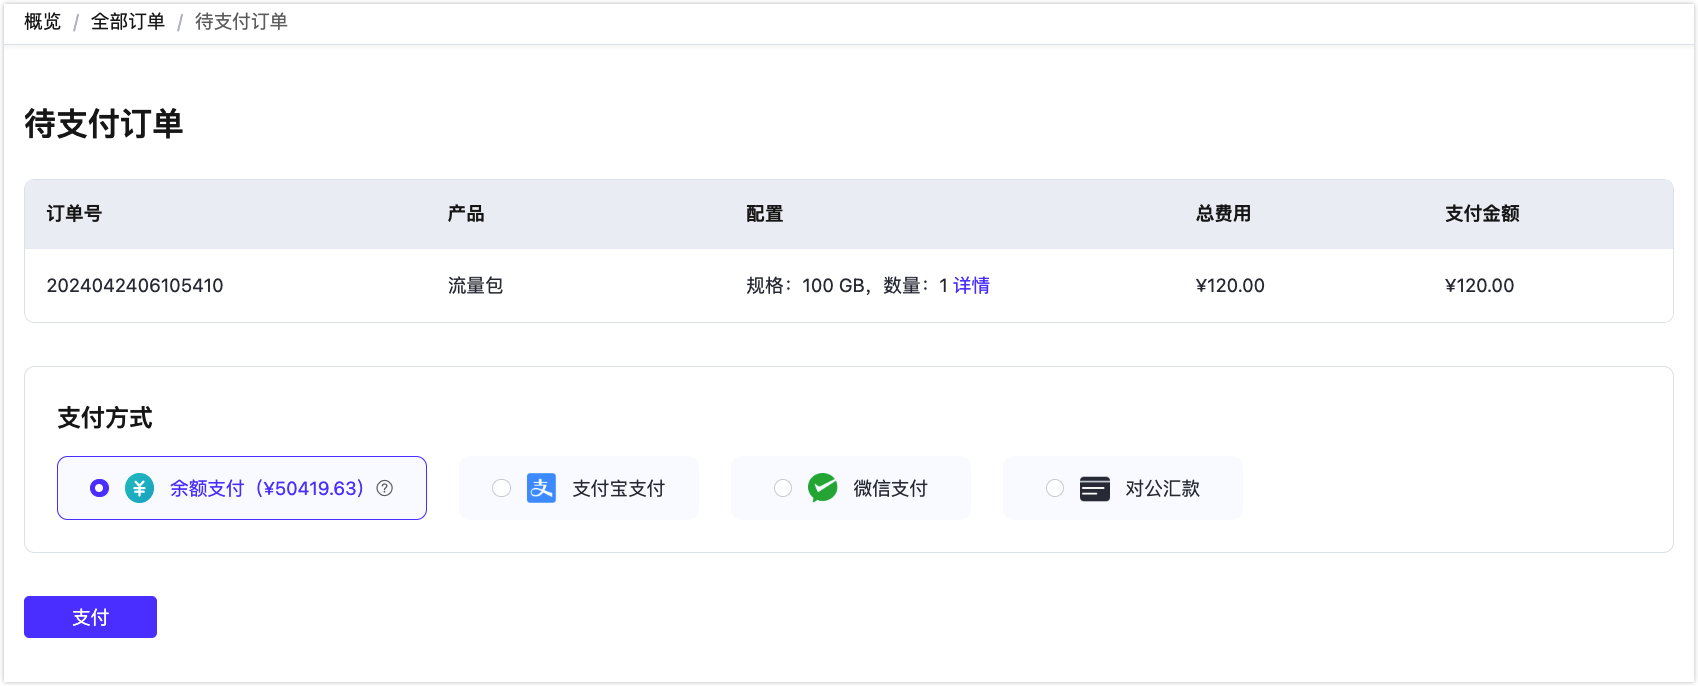 概览 / 全部订单 / 待支付订单
待支付订单
订单号 产品 配置 总费用 支付金额
2024042406105410 流量包 规格：100 GB，数量：1 详情 ¥120.00 ¥120.00
支付方式
余额支付（¥50419.63） 支付宝支付 微信支付 对公汇款
支付